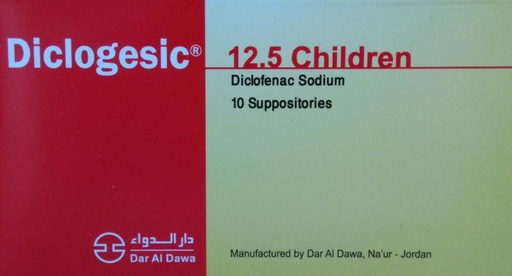 Diclogesic® 12.5 Children
Diclofenac Sodium
10 Suppositories
دار الـدواء
Dar Al Dawa
Manufactured by Dar Al Dawa, Na'ur - Jordan